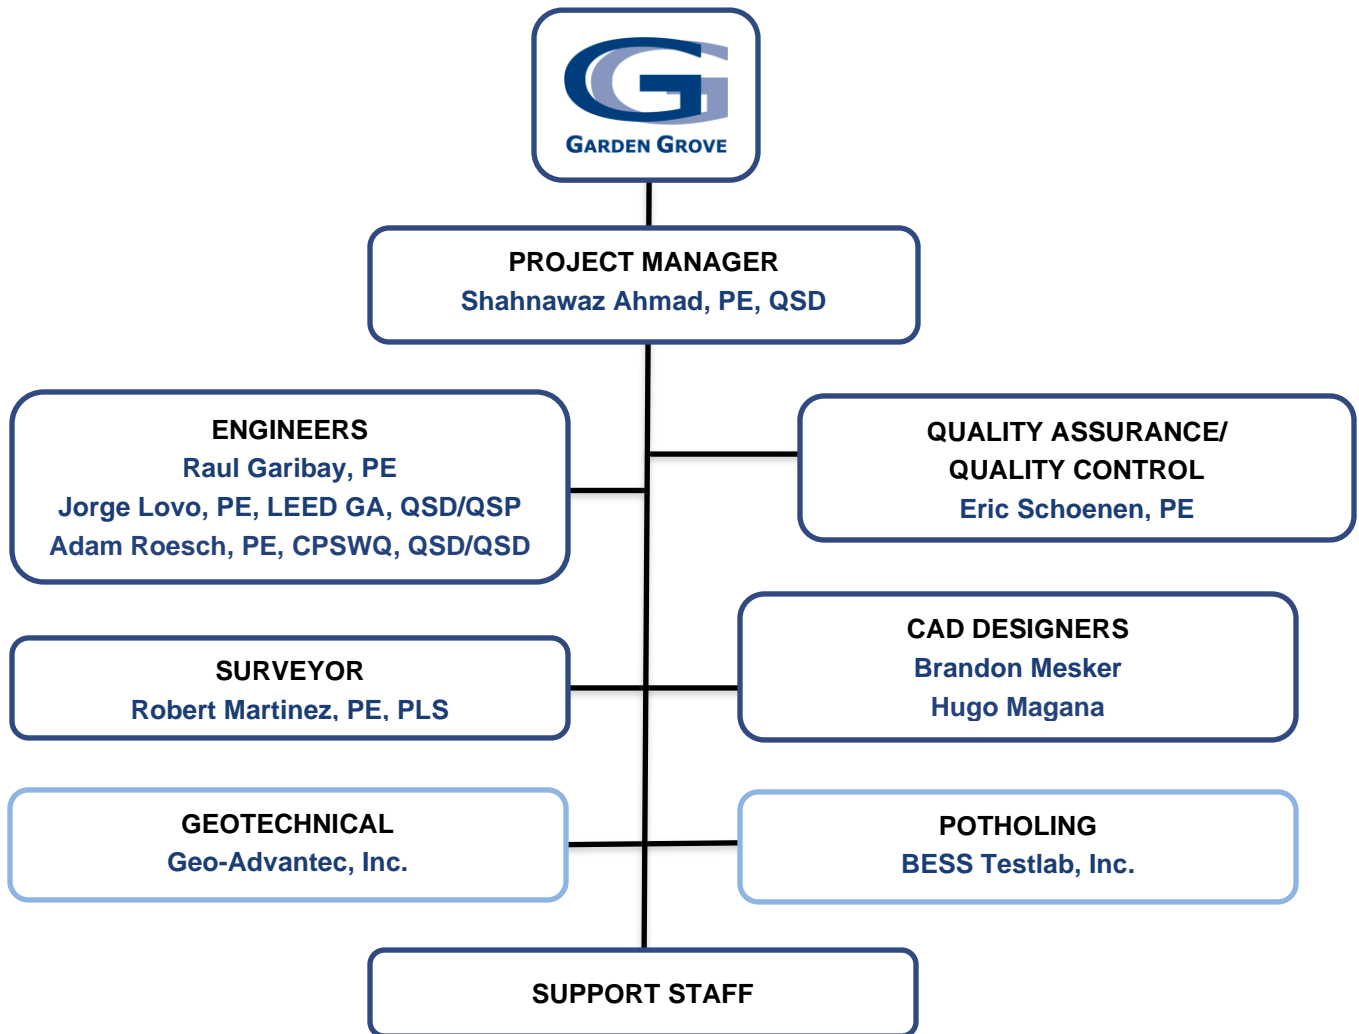 GG
GARDEN GROVE
PROJECT MANAGER
Shahnawaz Ahmad, PE, QSD
ENGINEERS
Raul Garibay, PE
Jorge Lovo, PE, LEED GA, QSD/QSP
Adam Roesch, PE, CPSWQ, QSD/QSD
QUALITY ASSURANCE/
QUALITY CONTROL
Eric Schoenen, PE
SURVEYOR
Robert Martinez, PE, PLS
CAD DESIGNERS
Brandon Mesker
Hugo Magana
GEOTECHNICAL
Geo-Advantec, Inc.
POTHOLING
BESS Testlab, Inc.
SUPPORT STAFF